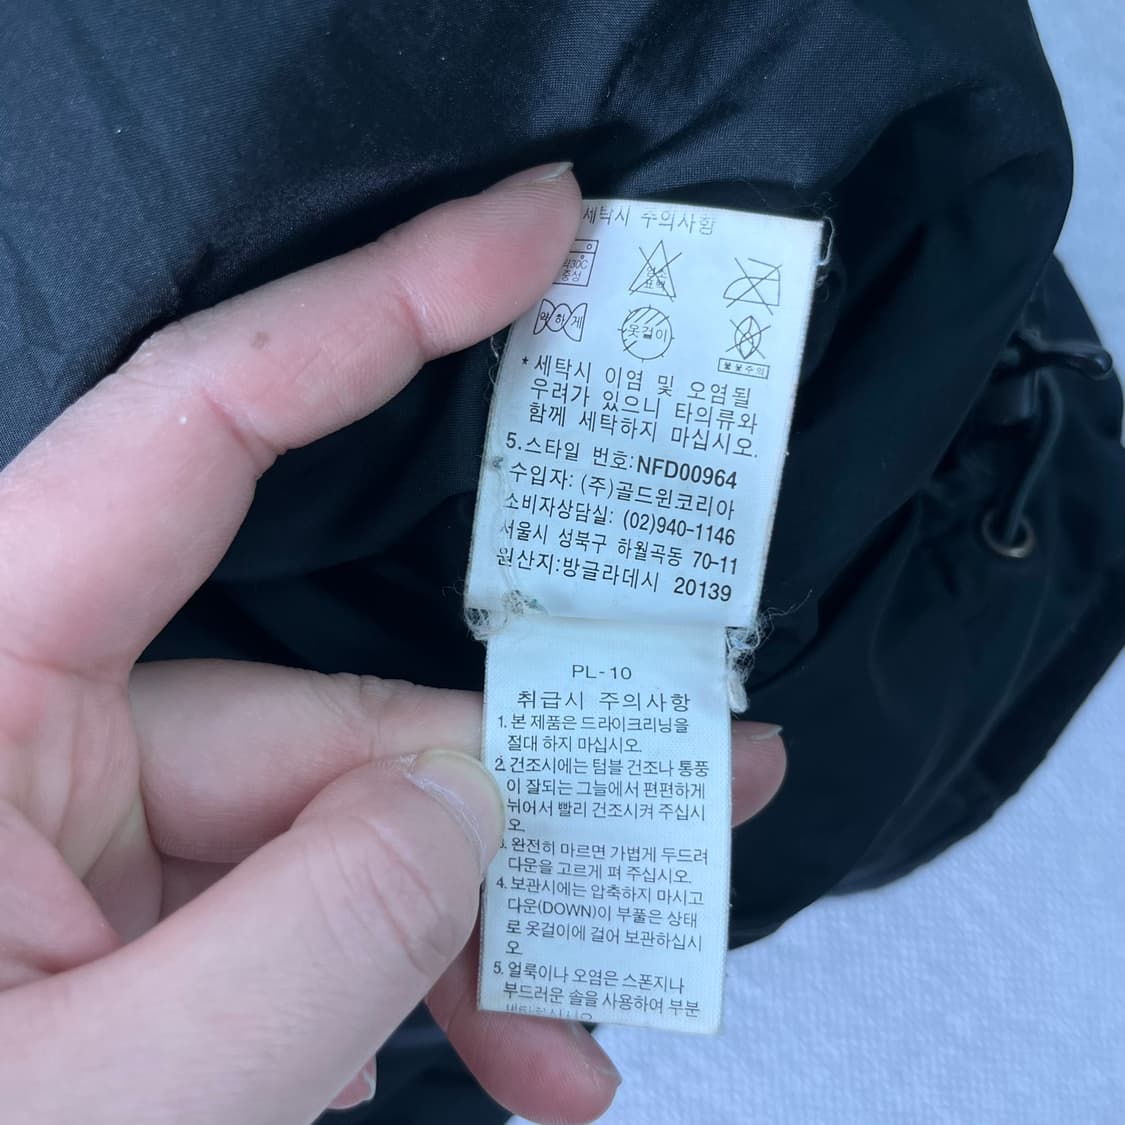 세탁시 주의사항
약30℃
중성
염소
표백
약하게
옷걸이
* 세탁시 이염 및 오염될
우려가 있으니 타의류와
함께 세탁하지 마십시오.
5.스타일 번호:NFD00964
수입자: (주)골드윈코리아
소비자상담실: (02)940-1146
서울시 성북구 하월곡동 70-11
원산지:방글라데시 20139
PL-10
취급시 주의사항
1. 본 제품은 드라이크리닝을
절대 하지 마십시오.
2. 건조시에는 텀블 건조나 통풍
이 잘되는 그늘에서 편편하게
뉘어서 빨리 건조시켜 주십시
오.
3. 완전히 마르면 가볍게 두드려
다운을 고르게 펴 주십시오.
4. 보관시에는 압축하지 마시고
다운(DOWN)이 부풀은 상태
로 옷걸이에 걸어 보관하십시
오.
5. 얼룩이나 오염은 스폰지나
부드러운 솔을 사용하여 부분